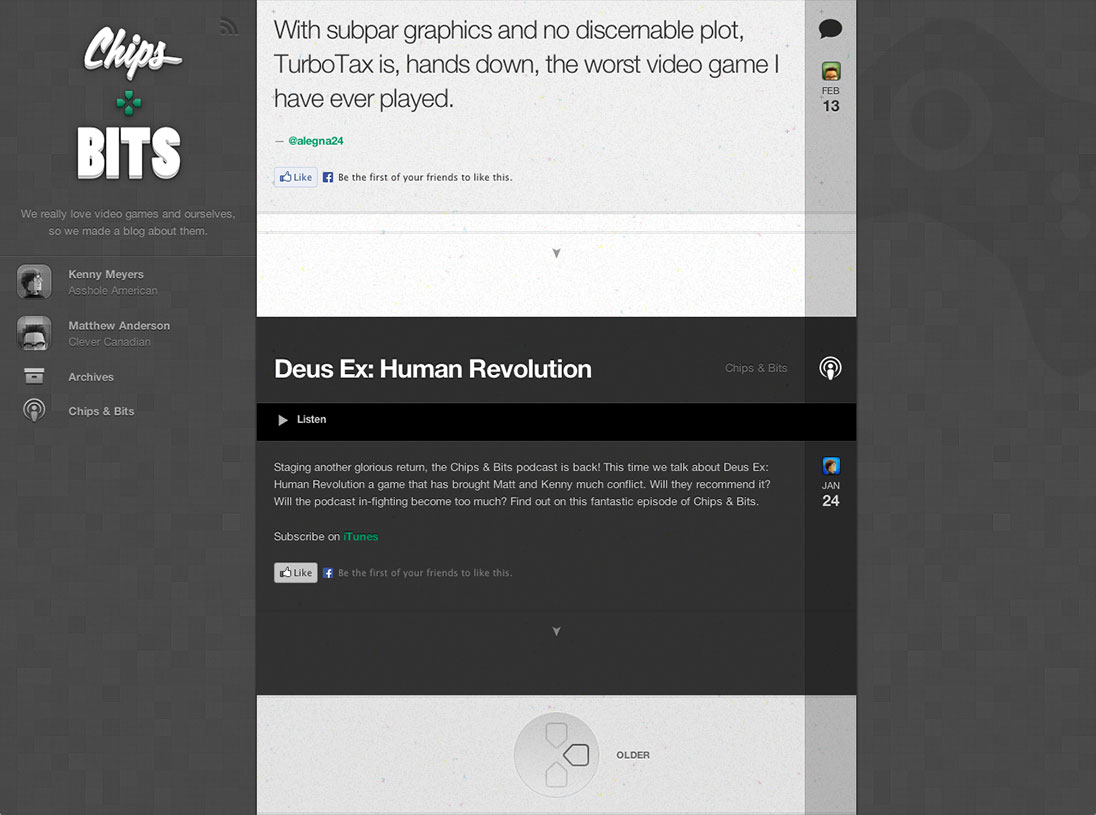 Chips
BITS
We really love video games and ourselves,
so we made a blog about them.
Kenny Meyers
Asshole American
Matthew Anderson
Clever Canadian
Archives
Chips & Bits
With subpar graphics and no discernable plot,
TurboTax is, hands down, the worst video game I
have ever played.
— @alegna24
Like Be the first of your friends to like this.
FEB
13
Deus Ex: Human Revolution Chips & Bits
Listen
Staging another glorious return, the Chips & Bits podcast is back! This time we talk about Deus Ex:
Human Revolution a game that has brought Matt and Kenny much conflict. Will they recommend it?
Will the podcast in-fighting become too much? Find out on this fantastic episode of Chips & Bits.
Subscribe on iTunes
Like Be the first of your friends to like this.
JAN
24
OLDER